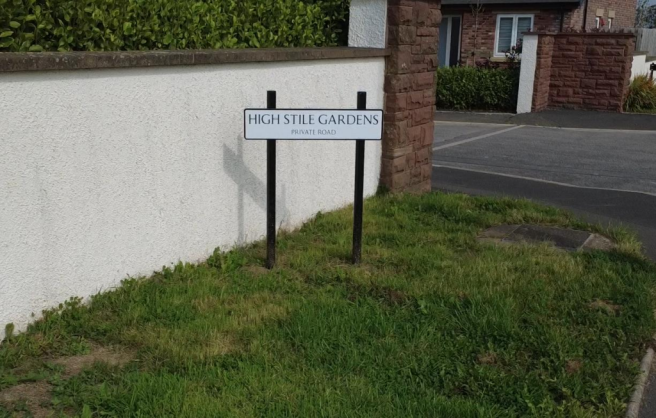 HIGH STILE GARDENS
PRIVATE ROAD